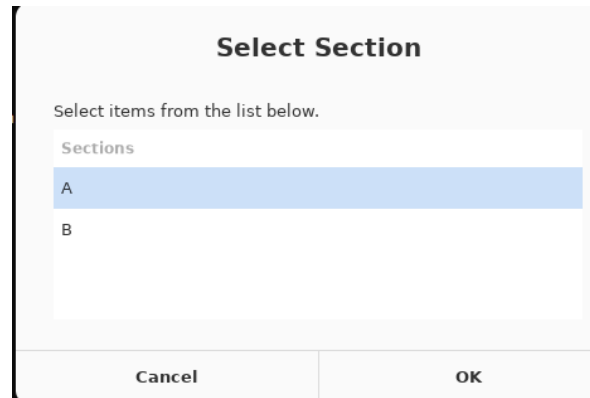 Select Section
Select items from the list below.
Sections
A
B
Cancel OK